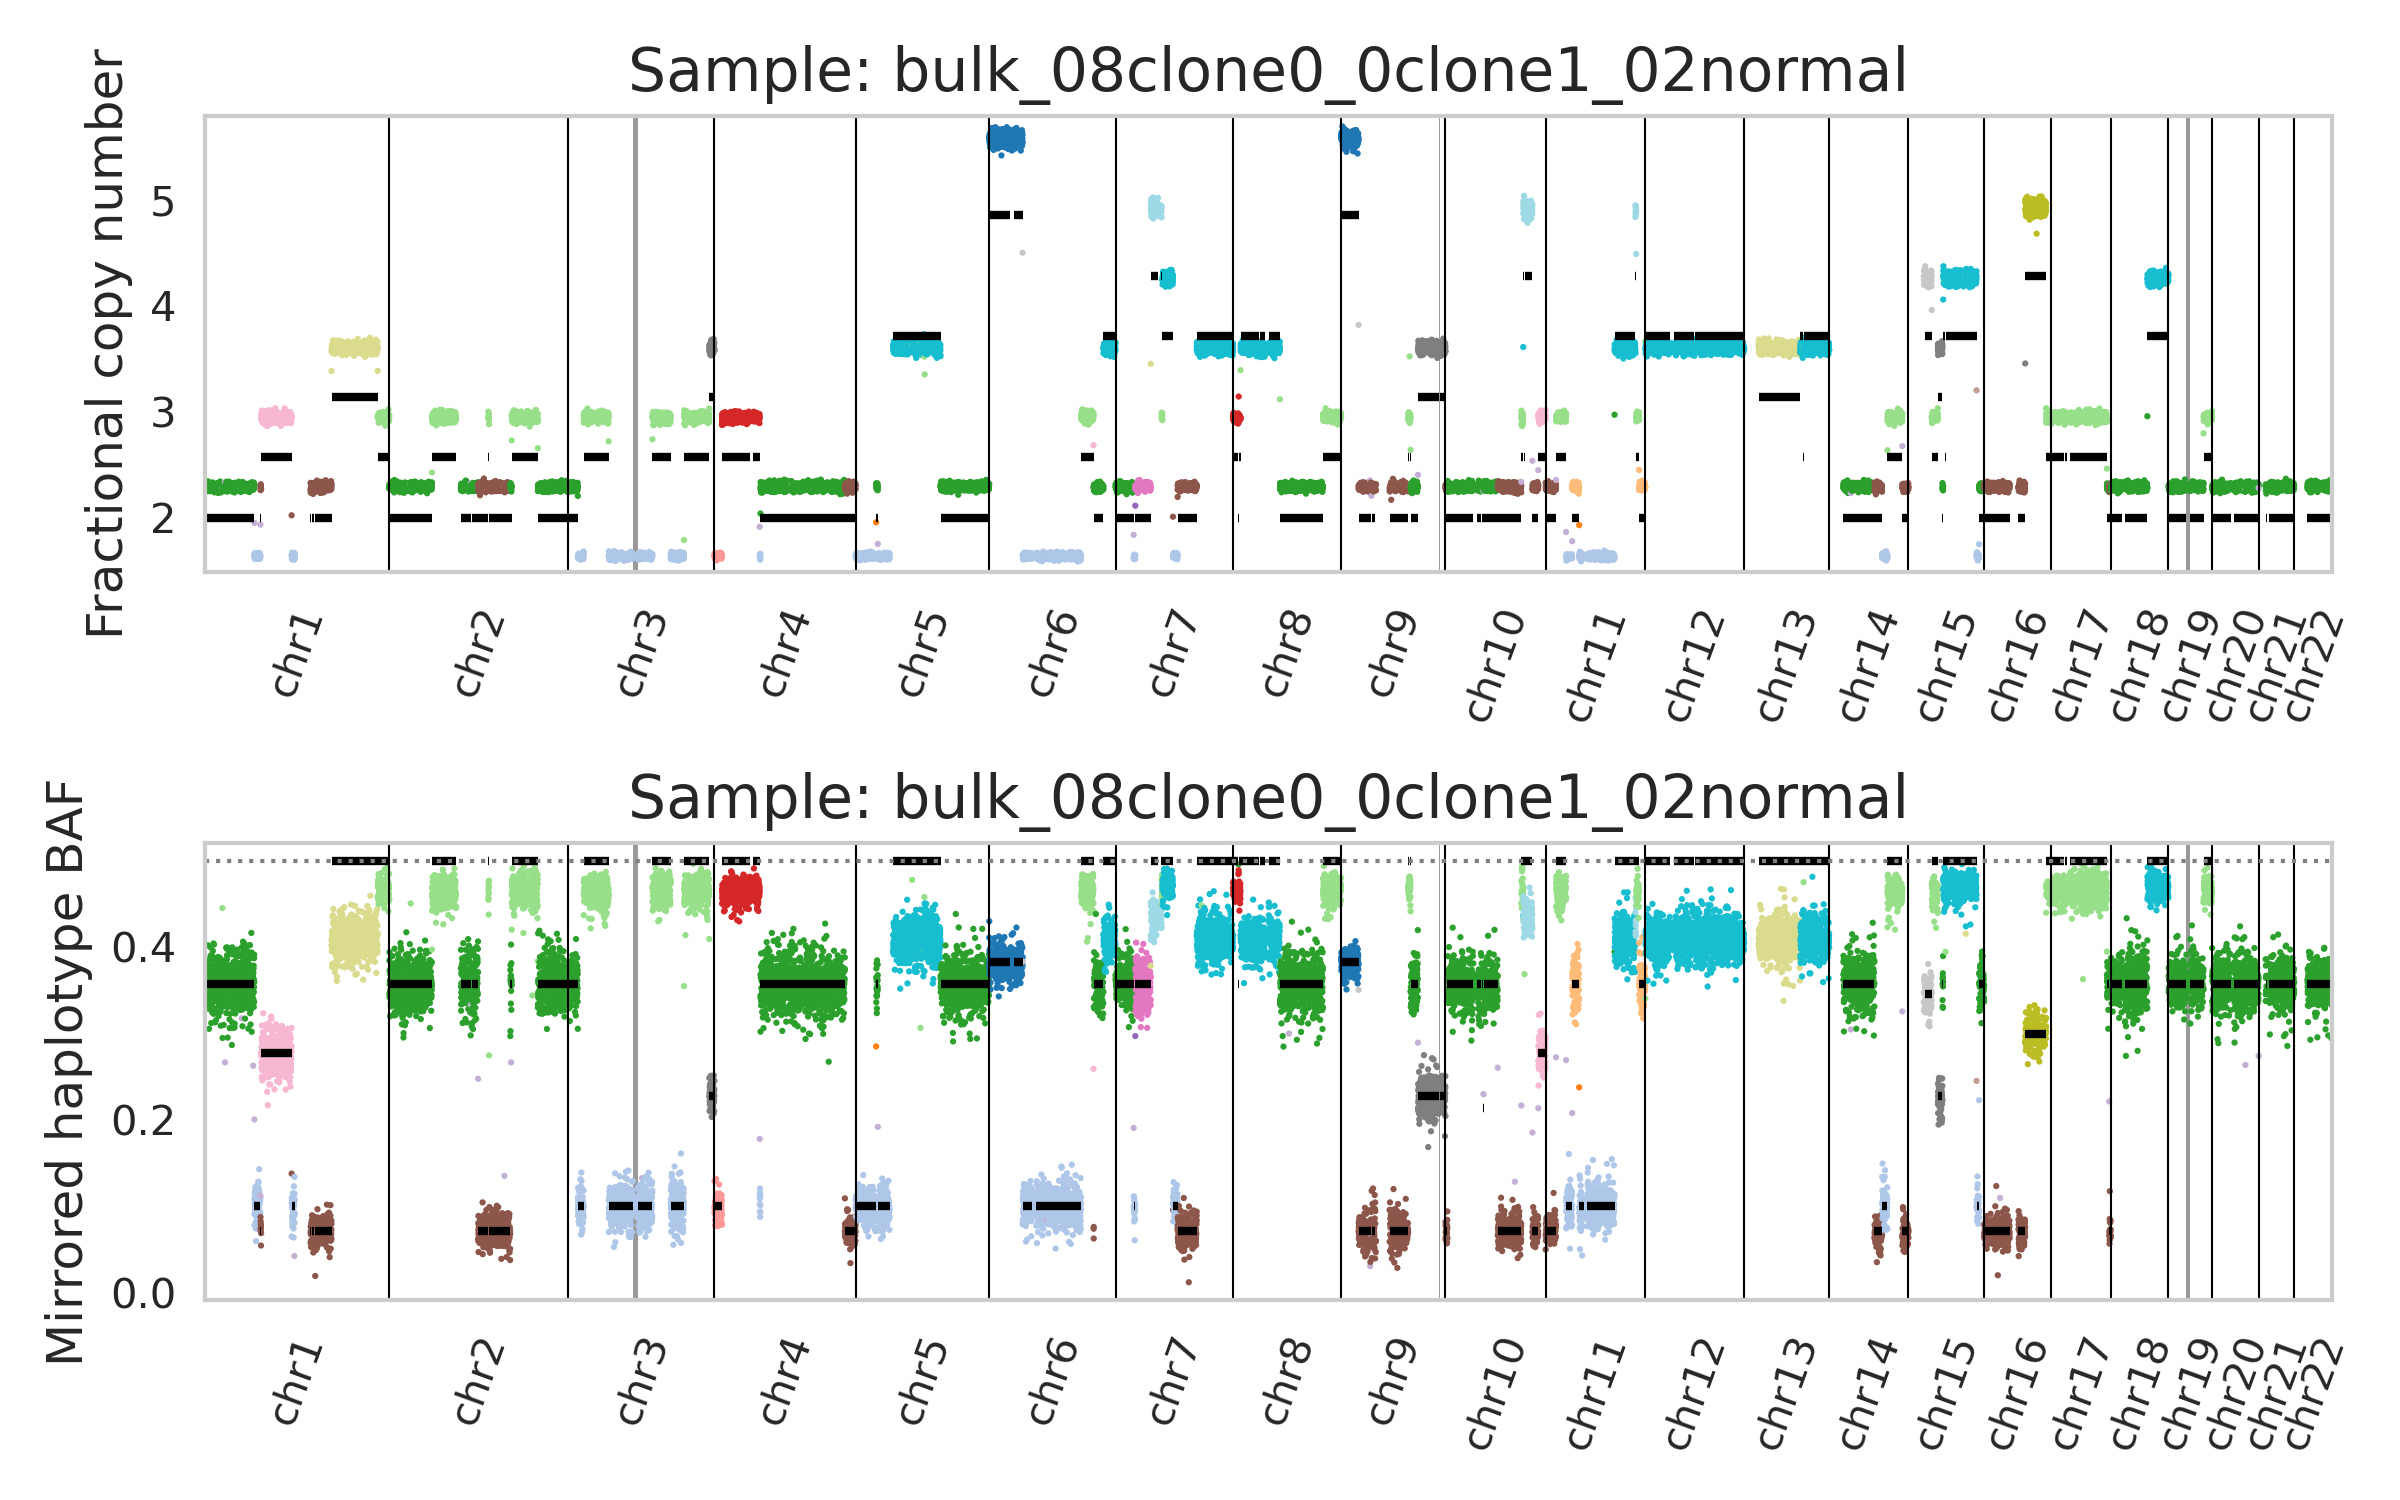 Sample: bulk_08clone0_0clone1_02normal
Fractional copy number
5
4
3
2
chr1 chr2 chr3 chr4 chr5 chr6 chr7 chr8 chr9 chr10 chr11 chr12 chr13 chr14 chr15 chr16 chr17 chr18 chr19 chr20 chr21 chr22
Sample: bulk_08clone0_0clone1_02normal
Mirrored haplotype BAF
0.4
0.2
0.0
chr1 chr2 chr3 chr4 chr5 chr6 chr7 chr8 chr9 chr10 chr11 chr12 chr13 chr14 chr15 chr16 chr17 chr18 chr19 chr20 chr21 chr22